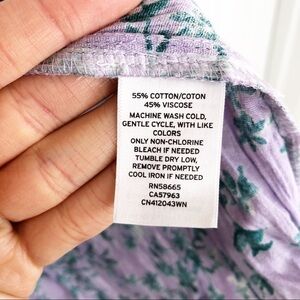 55% COTTON/COTON
45% VISCOSE
MACHINE WASH COLD,
GENTLE CYCLE, WITH LIKE
COLORS
ONLY NON-CHLORINE
BLEACH IF NEEDED
TUMBLE DRY LOW,
REMOVE PROMPTLY
COOL IRON IF NEEDED
RN58665
CA57963
CN412043WN